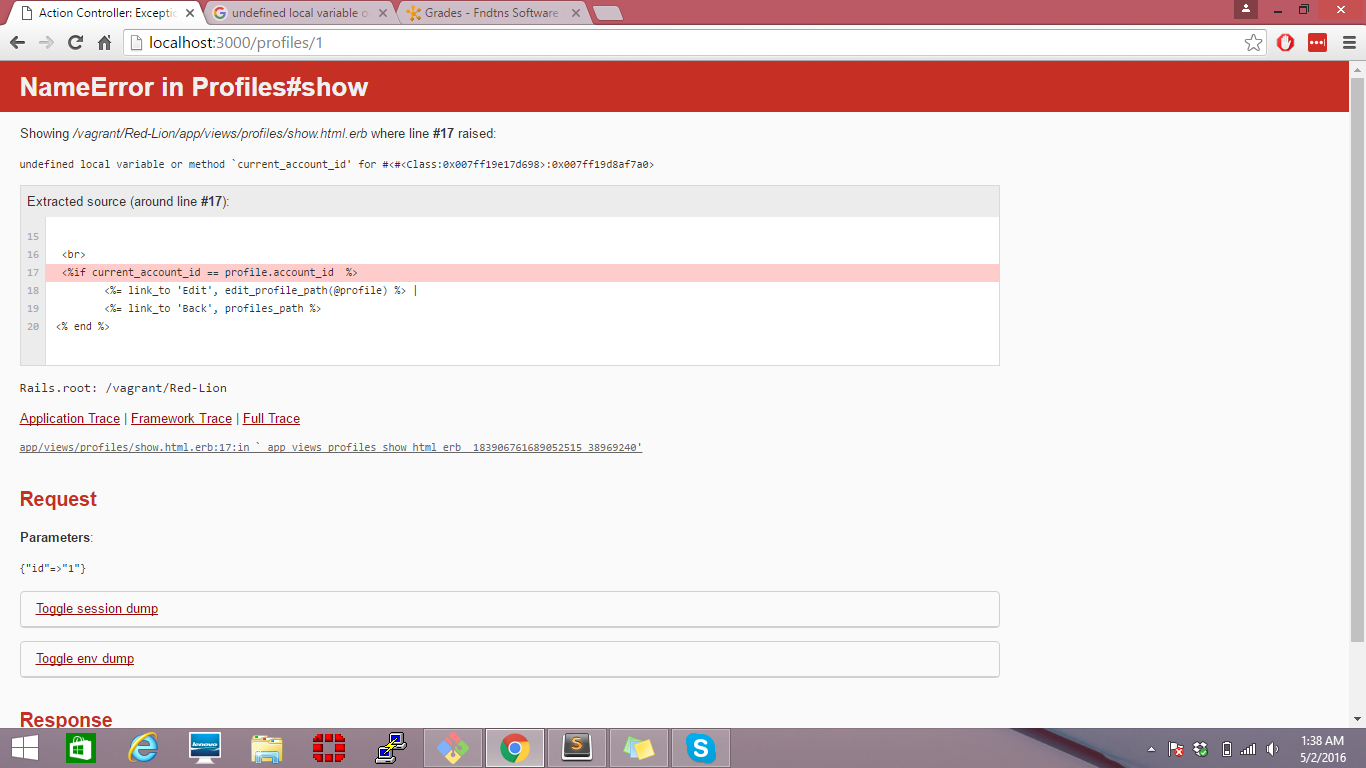 Action Controller: Excepti
undefined local variable o
Grades - Fndtns Software
localhost:3000/profiles/1
NameError in Profiles#show
Showing /vagrant/Red-Lion/app/views/profiles/show.html.erb where line #17 raised:
undefined local variable or method `current_account_id' for #<#<Class:0x007ff19e17d698>:0x007ff19d8af7a0>
Extracted source (around line #17):
15
16 <br>
17 <%if current_account_id == profile.account_id %>
18 <%= link_to 'Edit', edit_profile_path(@profile) %> |
19 <%= link_to 'Back', profiles_path %>
20 <% end %>
Rails.root: /vagrant/Red-Lion
Application Trace | Framework Trace | Full Trace
app/views/profiles/show.html.erb:17:in `_app_views_profiles_show_html_erb__183906761689052515_38969240'
Request
Parameters:
{"id"=>"1"}
Toggle session dump
Toggle env dump
Response
lenovo
1:38 AM
5/2/2016